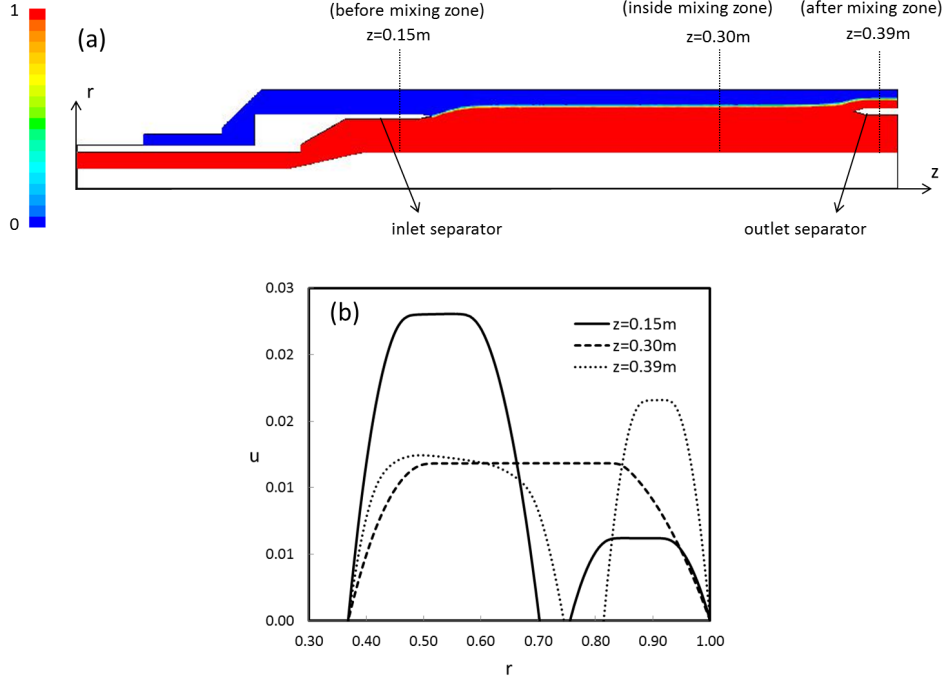 1
0
(a)
(before mixing zone)
z=0.15m
(inside mixing zone)
z=0.30m
(after mixing zone)
z=0.39m
r
z
inlet separator
outlet separator
(b)
z=0.15m
z=0.30m
z=0.39m
u
0.03
0.02
0.02
0.01
0.01
0.00
0.30 0.40 0.50 0.60 0.70 0.80 0.90 1.00
r